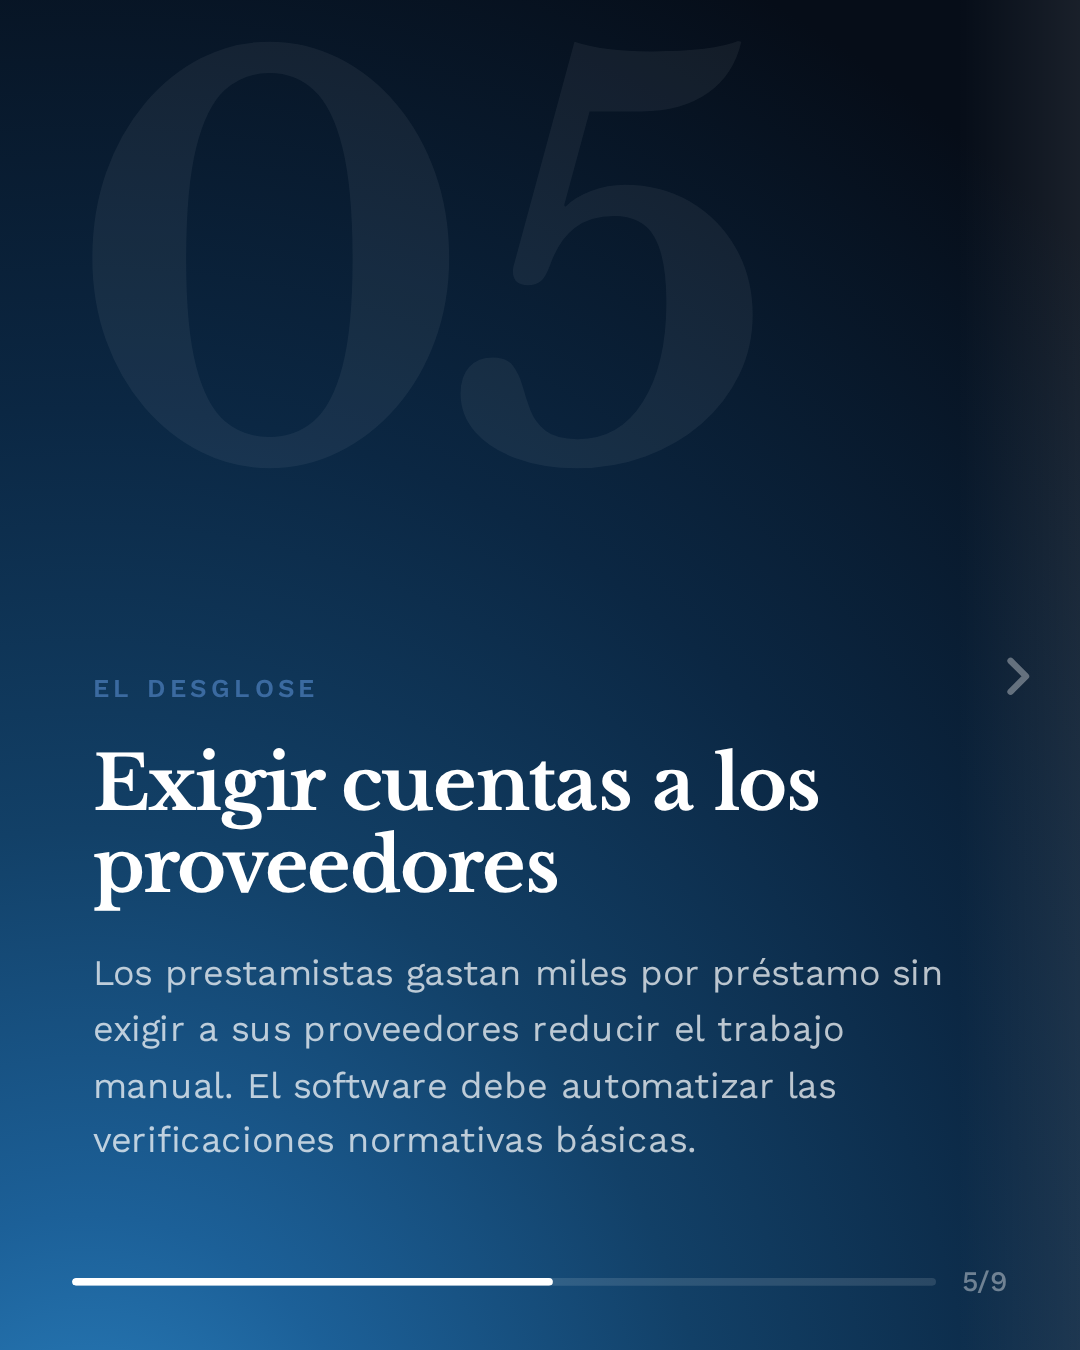 05
EL DESGLOSE
Exigir cuentas a los
proveedores
Los prestamistas gastan miles por préstamo sin
exigir a sus proveedores reducir el trabajo
manual. El software debe automatizar las
verificaciones normativas básicas.
5/9